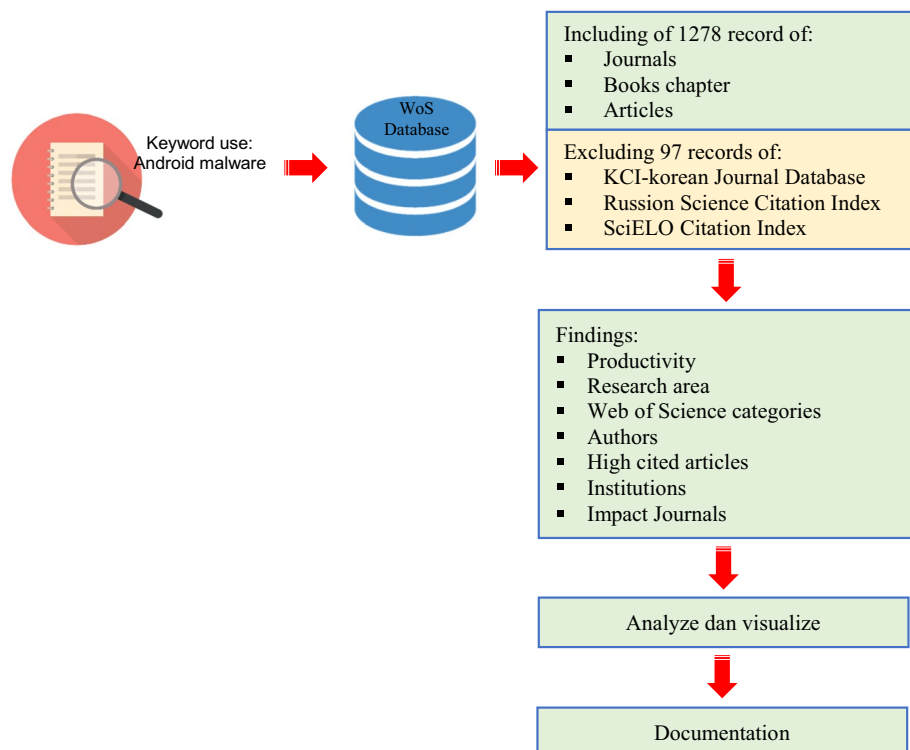 Keyword use:
Android malware
WoS
Database
Including of 1278 record of:
▪ Journals
▪ Books chapter
▪ Articles
Excluding 97 records of:
▪ KCI-korean Journal Database
▪ Russion Science Citation Index
▪ SciELO Citation Index
Findings:
▪ Productivity
▪ Research area
▪ Web of Science categories
▪ Authors
▪ High cited articles
▪ Institutions
▪ Impact Journals
Analyze dan visualize
Documentation